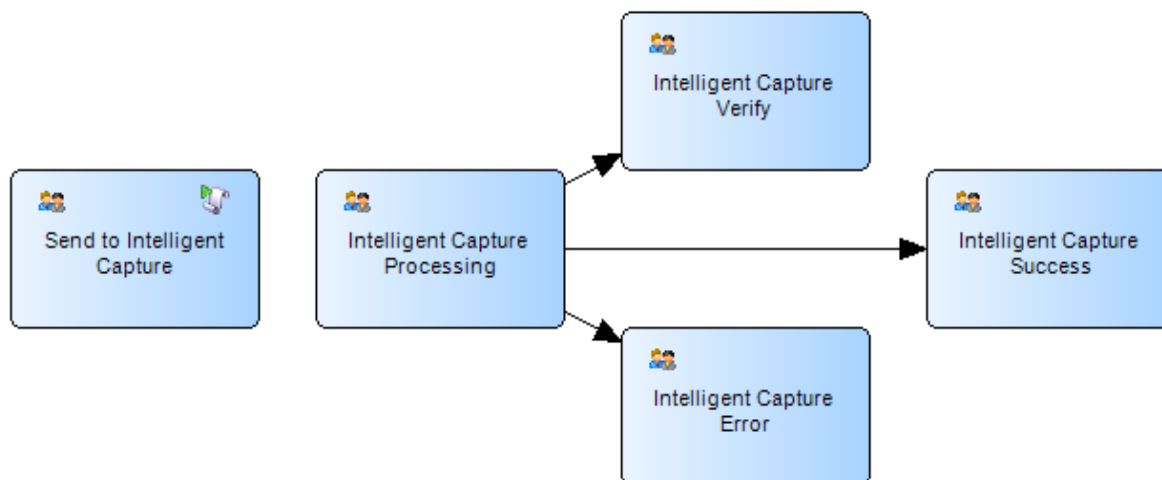 Intelligent Capture
Verify
Send to Intelligent
Capture
Intelligent Capture
Processing
Intelligent Capture
Success
Intelligent Capture
Error